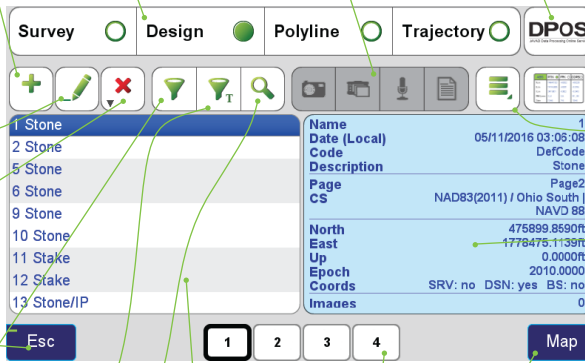 Survey Design Polyline Trajectory DPOS
T
1 Stone
2 Stone
5 Stone
6 Stone
9 Stone
10 Stone
11 Stake
12 Stake
13 Stone/IP
Name 1
Date (Local) 05/11/2016 03:06:08
Code DefCode
Description Stone
Page Page2
CS NAD83(2011) / Ohio South |
NAVD 88
North 475899.8590ft
East 1778475.1139ft
Up 0.0000ft
Epoch 2010.0000
Coords SRV: no DSN: yes BS: no
Images 0
Esc 1 2 3 4 Map